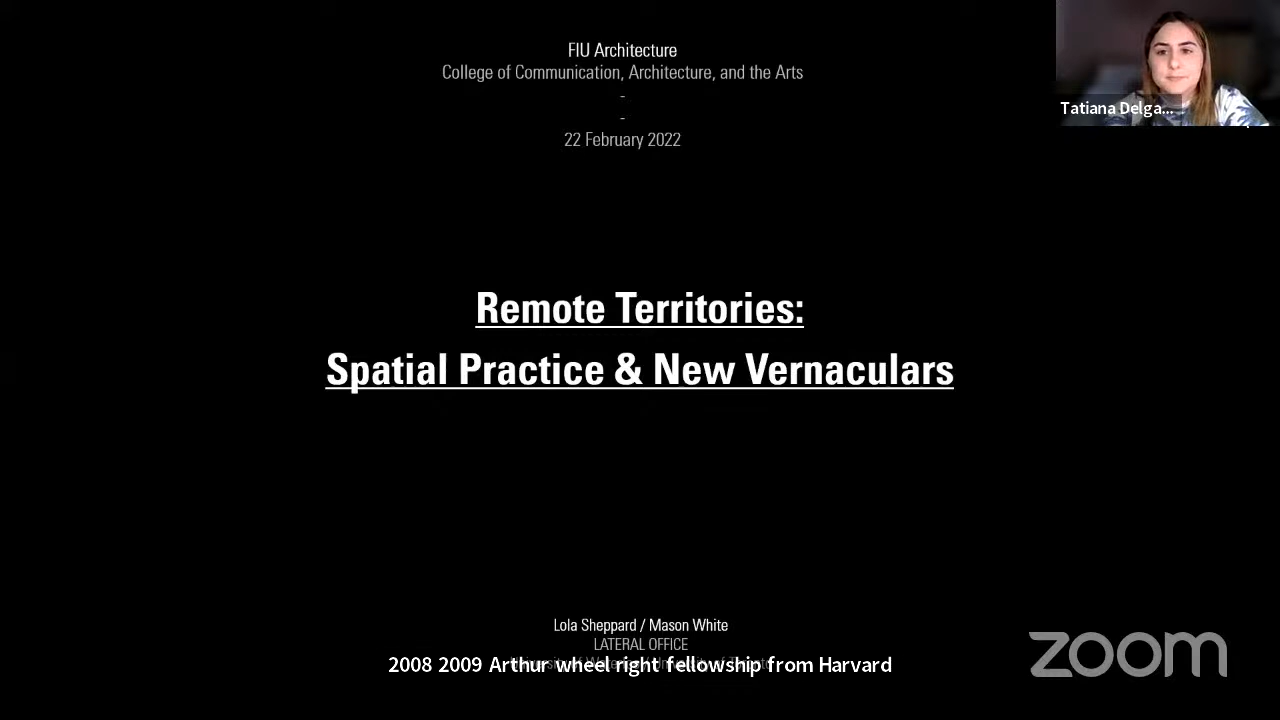 FIU Architecture
College of Communication, Architecture, and the Arts
-
-
22 February 2022
Tatiana Delga...
Remote Territories:
Spatial Practice & New Vernaculars
Lola Sheppard / Mason White
LATERAL OFFICE
2008 2009 Arthur wheel right fellowship from Harvard
zoom